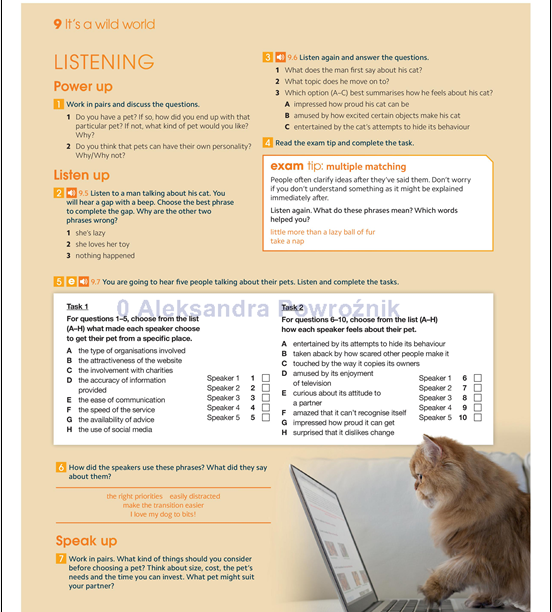 9 It's a wild world
LISTENING
Power up
1 Work in pairs and discuss the questions.
1 Do you have a pet? If so, how did you end up with that
particular pet? If not, what kind of pet would you like?
Why?
2 Do you think that pets can have their own personality?
Why/Why not?
Listen up
2 9.5 Listen to a man talking about his cat. You
will hear a gap with a beep. Choose the best phrase
to complete the gap. Why are the other two
phrases wrong?
1 she's lazy
2 she loves her toy
3 nothing happened
3 9.6 Listen again and answer the questions.
1 What does the man first say about his cat?
2 What topic does he move on to?
3 Which option (A–C) best summarises how he feels about his cat?
A impressed how proud his cat can be
B amused by how excited certain objects make his cat
C entertained by the cat's attempts to hide its behaviour
4 Read the exam tip and complete the task.
exam tip: multiple matching
People often clarify ideas after they've said them. Don't worry
if you don't understand something as it might be explained
immediately after.
Listen again. What do these phrases mean? Which words
helped you?
little more than a lazy ball of fur
take a nap
5 e 9.7 You are going to hear five people talking about their pets. Listen and complete the tasks.
0 Aleksandra Powroźnik
Task 1
For questions 1–5, choose from the list
(A–H) what made each speaker choose
to get their pet from a specific place.
A the type of organisations involved
B the attractiveness of the website
C the involvement with charities
D the accuracy of information
provided
E the ease of communication
F the speed of the service
G the availability of advice
H the use of social media
Speaker 1 1
Speaker 2 2
Speaker 3 3
Speaker 4 4
Speaker 5 5
Task 2
For questions 6–10, choose from the list (A–H)
how each speaker feels about their pet.
A entertained by its attempts to hide its behaviour
B taken aback by how scared other people make it
C touched by the way it copies its owners
D amused by its enjoyment
of television
E curious about its attitude to
a partner
F amazed that it can't recognise itself
G impressed how proud it can get
H surprised that it dislikes change
Speaker 1 6
Speaker 2 7
Speaker 3 8
Speaker 4 9
Speaker 5 10
6 How did the speakers use these phrases? What did they say
about them?
the right priorities easily distracted
make the transition easier
I love my dog to bits!
Speak up
7 Work in pairs. What kind of things should you consider
before choosing a pet? Think about size, cost, the pet's
needs and the time you can invest. What pet might suit
your partner?